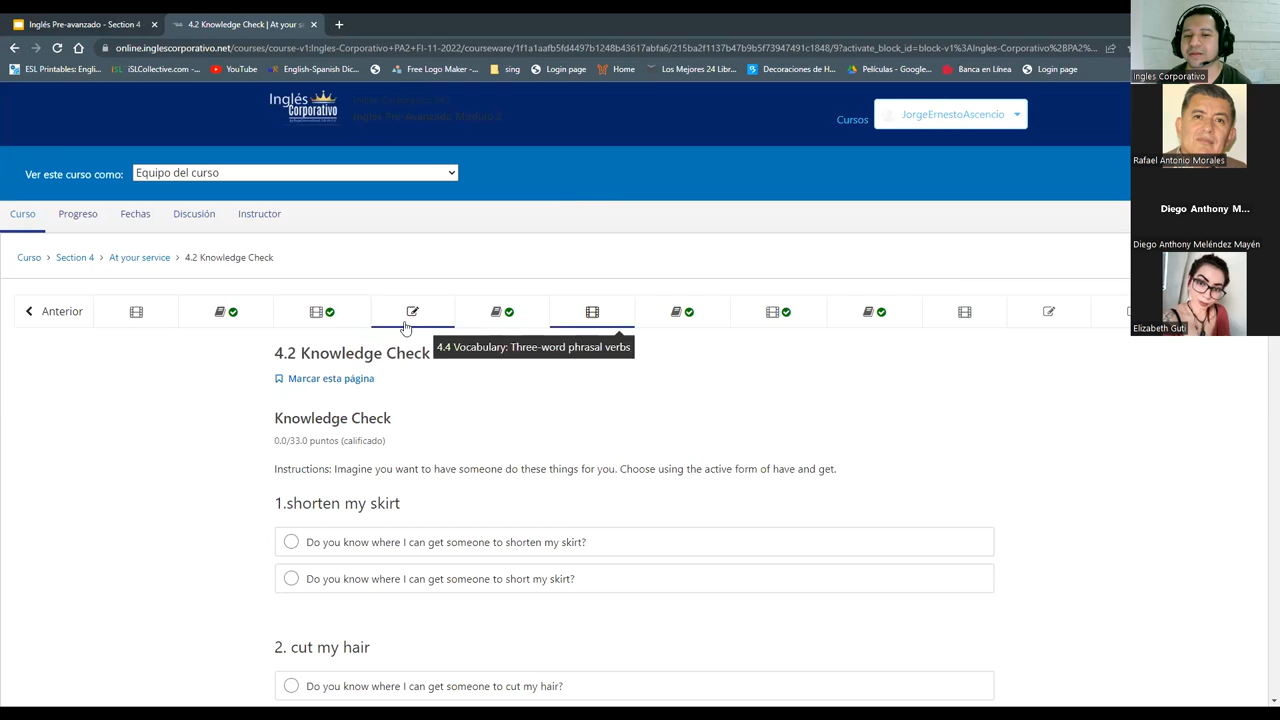 Inglés Pre-avanzado - Section 4
4.2 Knowledge Check | At your s
online.inglescorporativo.net/courses/course-v1:Ingles-Corporativo+PA2+FI-11-2022/courseware/1f1a1aafb5fd4497b1248b43617abfa6/215ba2f1137b47b9b5f73947491c1848/9?activate_block_id=block-v1%3AIngles-Corporativo%2BPA2%...
ESL Printables: Engli...
iSLCollective.com -...
YouTube
English-Spanish Dic...
Free Logo Maker -...
sing
Login page
Home
Los Mejores 24 Libr...
Decoraciones de H...
Películas - Google...
Banca en Línea
Login page
Inglés Corporativo
Inglés Pre-Avanzado Módulo 2
Cursos
JorgeErnestoAscencio
Ver este curso como:
Equipo del curso
Curso
Progreso
Fechas
Discusión
Instructor
Curso > Section 4 > At your service > 4.2 Knowledge Check
Anterior
4.4 Vocabulary: Three-word phrasal verbs
4.2 Knowledge Check
Marcar esta página
Knowledge Check
0.0/33.0 puntos (calificado)
Instructions: Imagine you want to have someone do these things for you. Choose using the active form of have and get.
1.shorten my skirt
Do you know where I can get someone to shorten my skirt?
Do you know where I can get someone to short my skirt?
2. cut my hair
Do you know where I can get someone to cut my hair?
Ingles Corporativo
Rafael Antonio Morales
Diego Anthony M...
Diego Anthony Meléndez Mayén
Elizabeth Guti